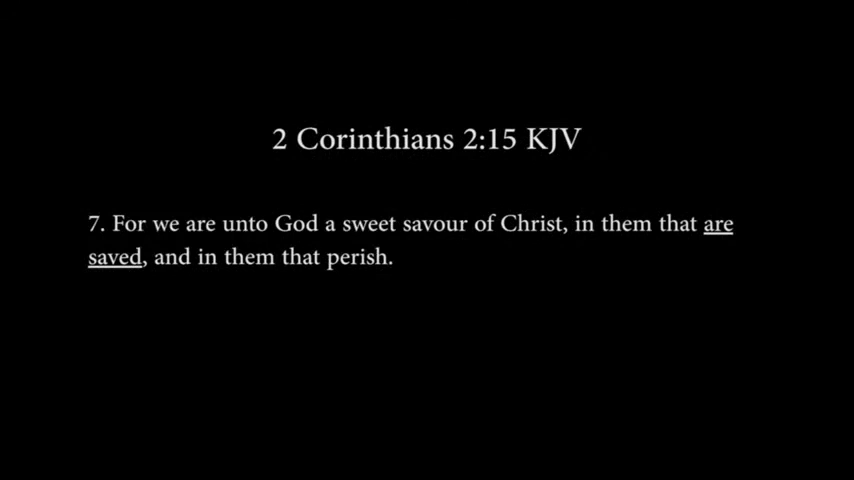 2 Corinthians 2:15 KJV
7. For we are unto God a sweet savour of Christ, in them that are
saved, and in them that perish.